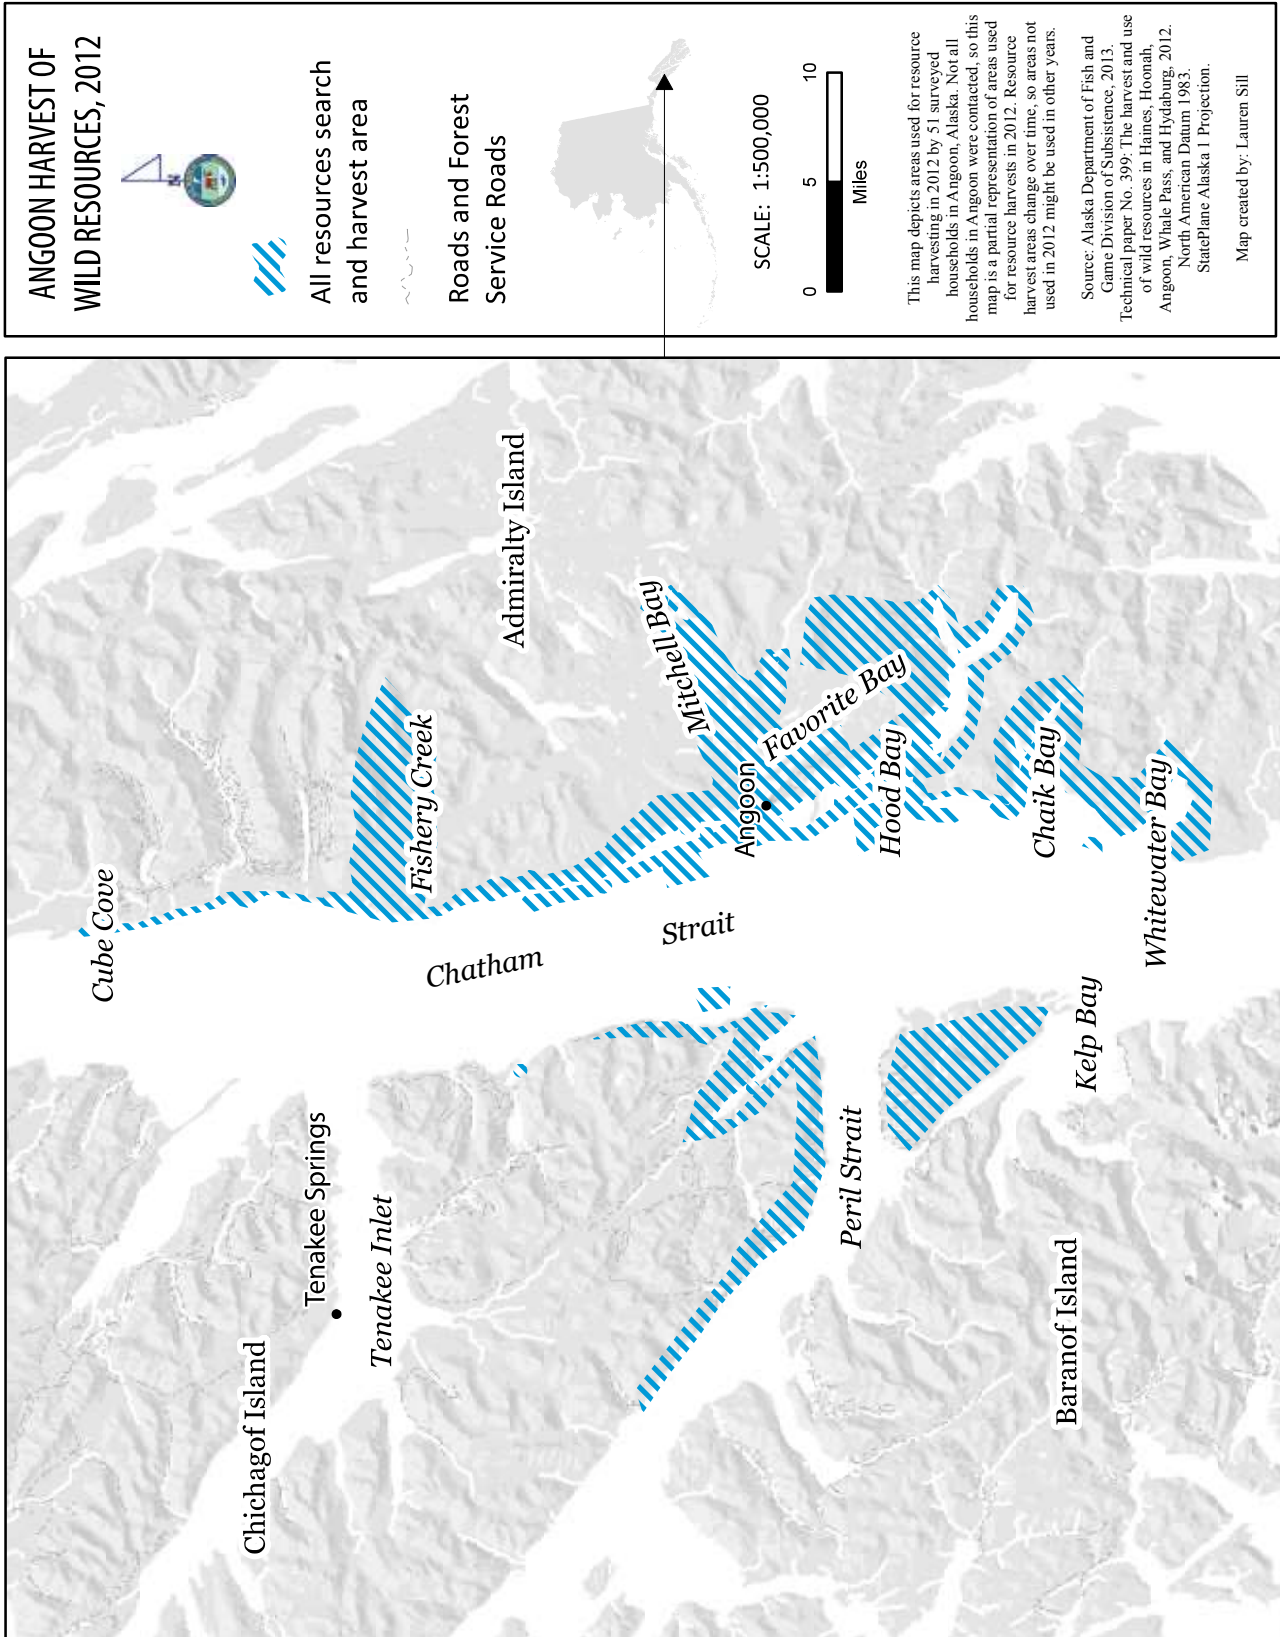 ANGOON HARVEST OF
WILD RESOURCES, 2012
N
All resources search
and harvest area
Roads and Forest
Service Roads
SCALE: 1:500,000
0 5 10
Miles
This map depicts areas used for resource
harvesting in 2012 by 51 surveyed
households in Angoon, Alaska. Not all
households in Angoon were contacted, so this
map is a partial representation of areas used
for resource harvests in 2012. Resource
harvest areas change over time, so areas not
used in 2012 might be used in other years.
Source: Alaska Department of Fish and
Game Division of Subsistence, 2013.
Technical paper No. 399: The harvest and use
of wild resources in Haines, Hoonah,
Angoon, Whale Pass, and Hydaburg, 2012.
North American Datum 1983.
StatePlane Alaska 1 Projection.
Map created by: Lauren Sill
Cube Cove
Fishery Creek
Admiralty Island
Mitchell Bay
Angoon
Favorite Bay
Hood Bay
Chaik Bay
Whitewater Bay
Chatham
Strait
Kelp Bay
Peril Strait
Tenakee Springs
Tenakee Inlet
Chichagof Island
Baranof Island